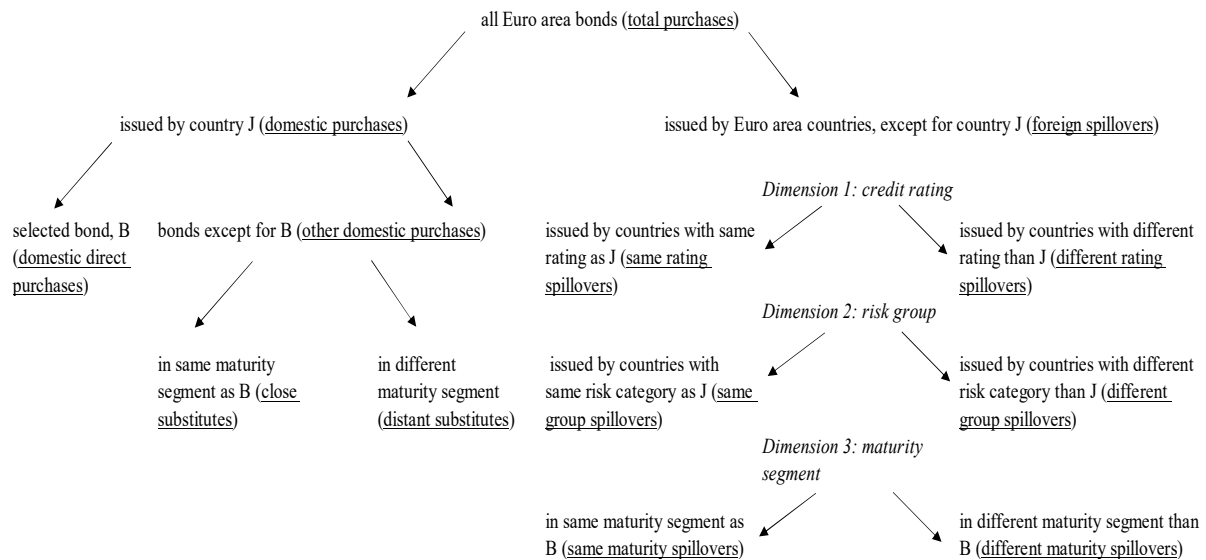 all Euro area bonds (total purchases)
issued by country J (domestic purchases)
issued by Euro area countries, except for country J (foreign spillovers)
Dimension 1: credit rating
selected bond, B
(domestic direct
purchases)
bonds except for B (other domestic purchases)
issued by countries with same
rating as J (same rating
spillovers)
issued by countries with different
rating than J (different rating
spillovers)
Dimension 2: risk group
in same maturity
segment as B (close
substitutes)
in different
maturity segment
(distant substitutes)
issued by countries with
same risk category as J (same
group spillovers)
issued by countries with different
risk category than J (different
group spillovers)
Dimension 3: maturity
segment
in same maturity segment as
B (same maturity spillovers)
in different maturity segment than
B (different maturity spillovers)